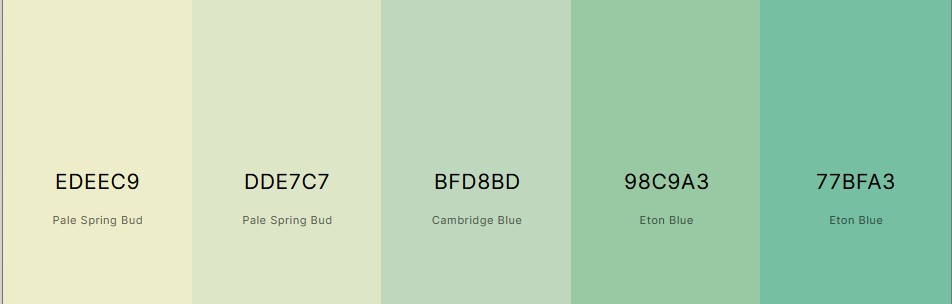 EDEEC9
Pale Spring Bud
DDE7C7
Pale Spring Bud
BFD8BD
Cambridge Blue
98C9A3
Eton Blue
77BFA3
Eton Blue